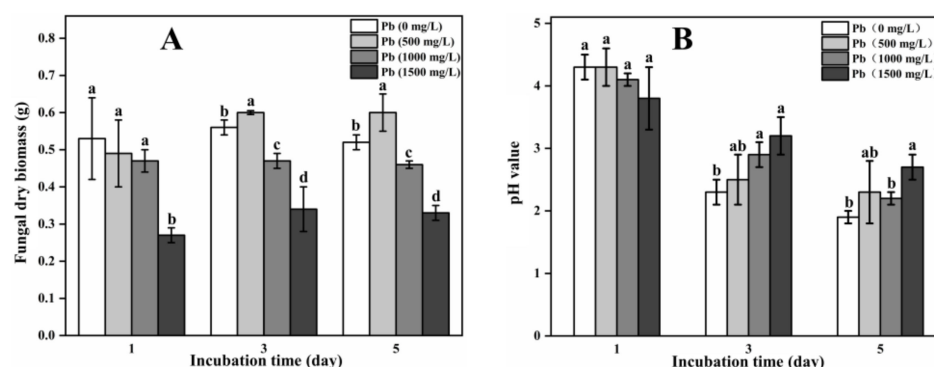 A
Pb (0 mg/L)
Pb (500 mg/L)
Pb (1000 mg/L)
Pb (1500 mg/L)
Fungal dry biomass (g)
0.8
0.7
0.6
0.5
0.4
0.3
0.2
0.1
0.0
a
a
a
b
b
a
c
d
b
a
c
d
1
3
5
Incubation time (day)
B
Pb（0 mg/L）
Pb（500 mg/L）
Pb（1000 mg/L
Pb（1500 mg/L
pH value
5
4
3
2
1
0
a
a
a
a
b
ab
a
a
b
ab
b
a
1
3
5
Incubation time (day)